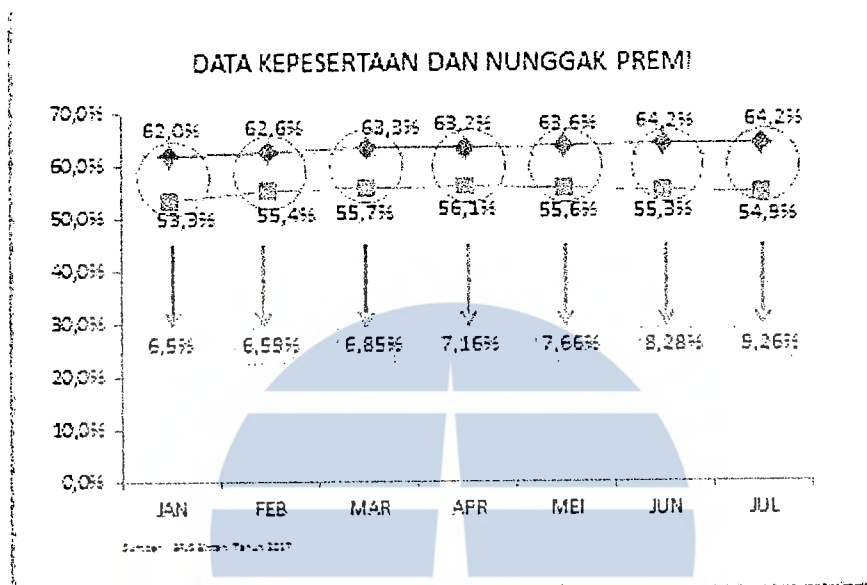 DATA KEPESERTAAN DAN NUNGGAK PREMI
70,0%
62,0% 62,6% 63,3% 63,2% 63,6% 64,2% 64,2%
60,0%
53,3% 55,4% 55,7% 56,1% 55,6% 55,3% 54,9%
50,0%
40,0%
30,0%
6,5% 6,59% 6,85% 7,16% 7,66% 8,28% 9,26%
20,0%
10,0%
0,0%
JAN FEB MAR APR MEI JUN JUL
Sumber Tahun 2017